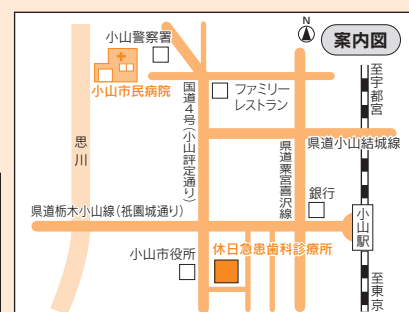 N
案内図
小山警察署
小山市民病院
国道4号(小山評定通り)
ファミリー
レストラン
至宇都宮
思川
県道粟宮喜沢線
県道小山結城線
銀行
県道栃木小山線(祇園城通り)
小山駅
小山市役所
休日急患歯科診療所
至東京